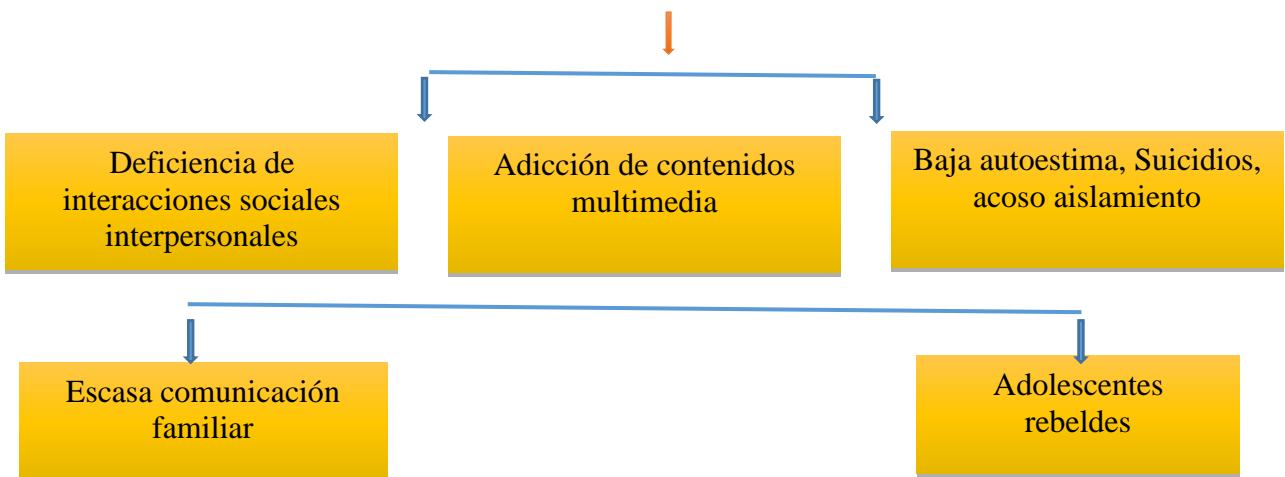 Deficiencia de
interacciones sociales
interpersonales
Adicción de contenidos
multimedia
Baja autoestima, Suicidios,
acoso aislamiento
Escasa comunicación
familiar
Adolescentes
rebeldes